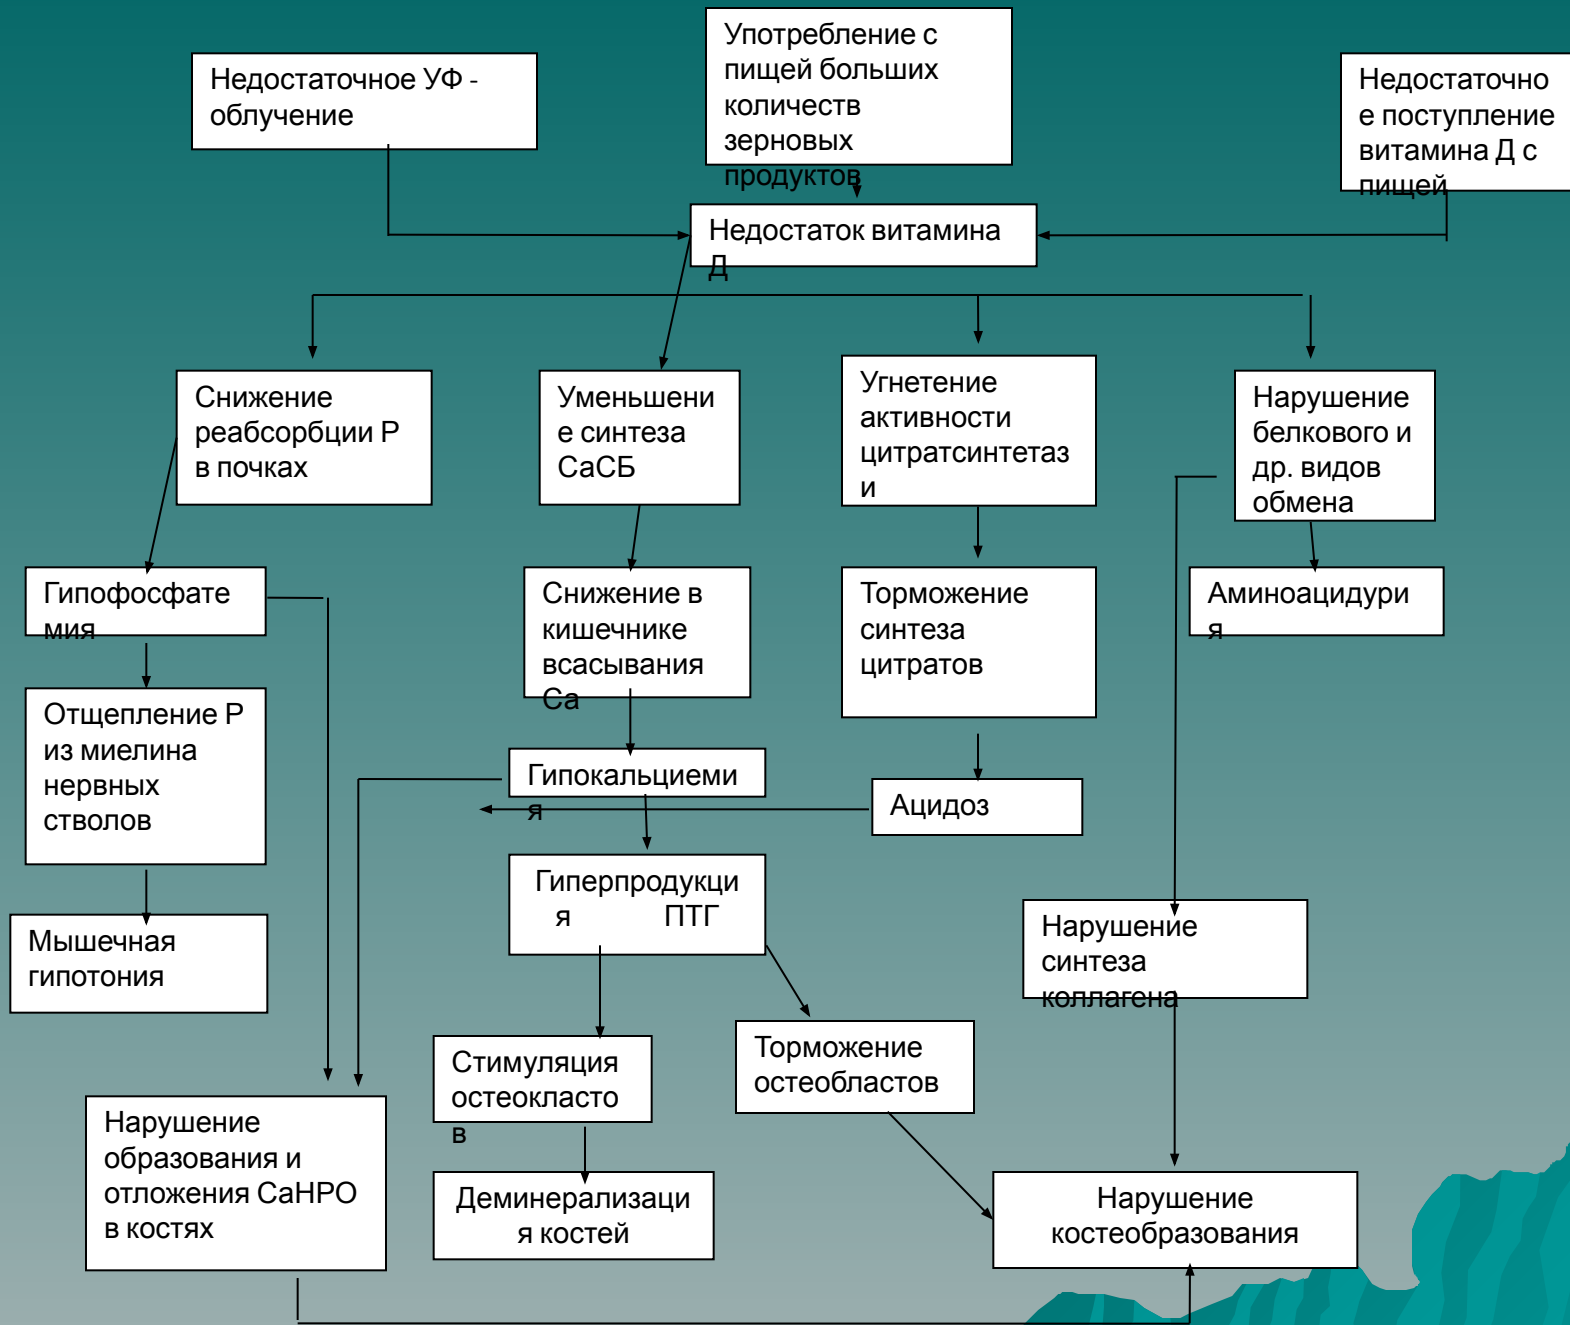 Недостаточное УФ -
облучение
Употребление с
пищей больших
количеств
зерновых
продуктов
Недостаточно
е поступление
витамина Д с
пищей
Недостаток витамина
Д
Снижение
реабсорбции Р
в почках
Уменьшени
е синтеза
СаСБ
Угнетение
активности
цитратсинтетаз
и
Нарушение
белкового и
др. видов
обмена
Гипофосфате
мия
Снижение в
кишечнике
всасывания
Са
Торможение
синтеза
цитратов
Аминоацидури
я
Отщепление Р
из миелина
нервных
стволов
Гипокальциеми
я
Ацидоз
Гиперпродукци
я ПТГ
Мышечная
гипотония
Нарушение
синтеза
коллагена
Стимуляция
остеокласто
в
Торможение
остеобластов
Нарушение
образования и
отложения СаНРО
в костях
Деминерализаци
я костей
Нарушение
костеобразования